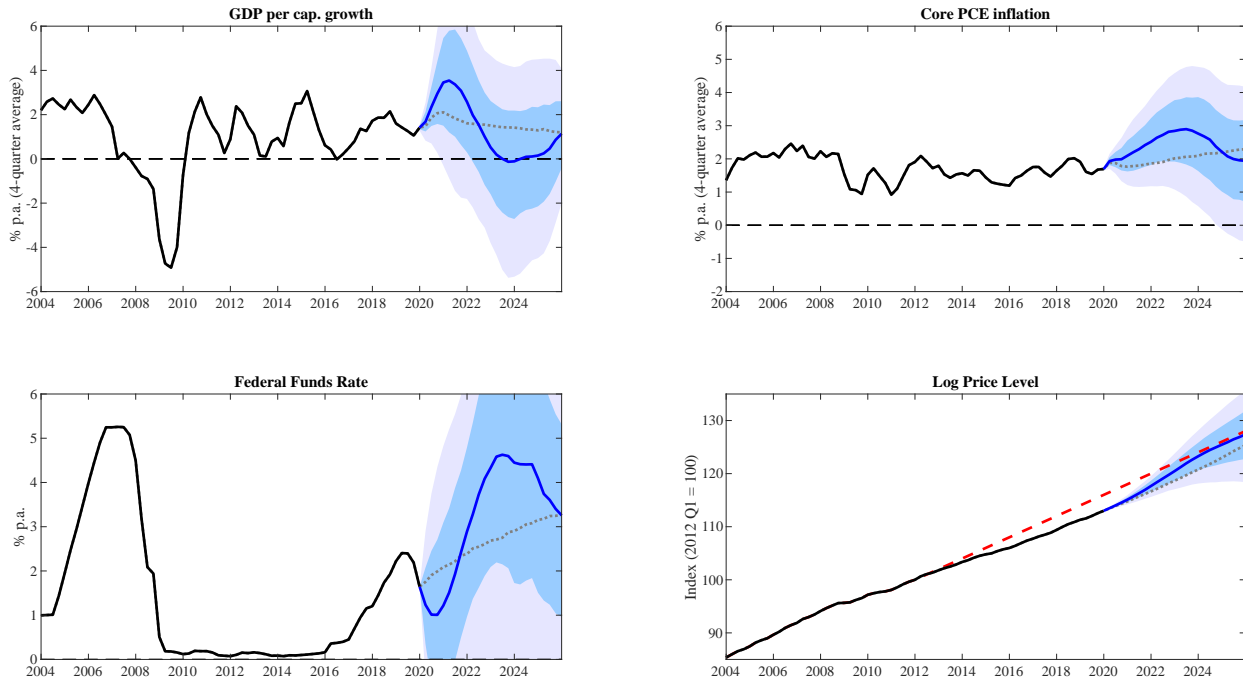 GDP per cap. growth
% p.a. (4-quarter average)
6
4
2
0
-2
-4
-6
2004 2006 2008 2010 2012 2014 2016 2018 2020 2022 2024
Core PCE inflation
% p.a. (4-quarter average)
6
5
4
3
2
1
0
-1
-2
2004 2006 2008 2010 2012 2014 2016 2018 2020 2022 2024
Federal Funds Rate
% p.a.
6
5
4
3
2
1
0
2004 2006 2008 2010 2012 2014 2016 2018 2020 2022 2024
Log Price Level
Index (2012 Q1 = 100)
130
120
110
100
90
2004 2006 2008 2010 2012 2014 2016 2018 2020 2022 2024